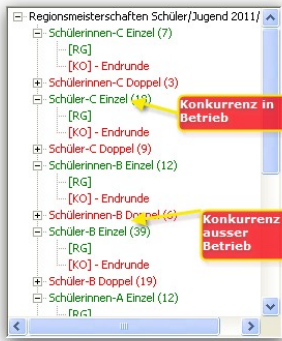 Regionsmeisterschaften Schüler/Jugend 2011/
Schülerinnen-C Einzel (7)
[RG]
[KO] - Endrunde
Schülerinnen-C Doppel (3)
Schüler-C Einzel
[RG]
[KO] - Endrunde
Konkurrenz in
Betrieb
Schüler-C Doppel (9)
Schülerinnen-B Einzel (12)
[RG]
[KO] - Endrunde
Schülerinnen-B Doppel (6)
Schüler-B Einzel (39)
[RG]
[KO] - Endrunde
Konkurrenz
ausser
Betrieb
Schüler-B Doppel (19)
Schülerinnen-A Einzel (12)
[RG]